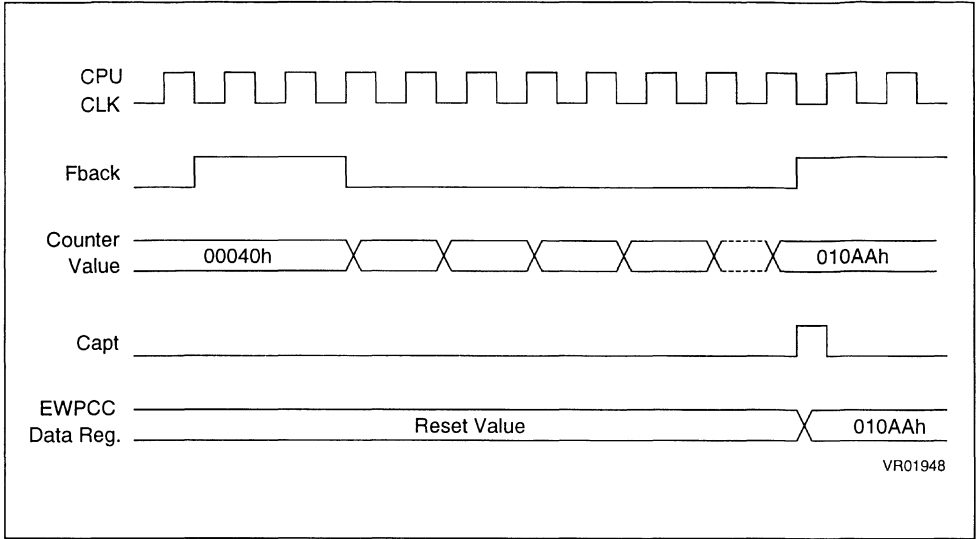 CPU
CLK
Fback
Counter
Value
00040h
010AAh
Capt
EWPCC
Data Reg.
Reset Value
010AAh
VR01948